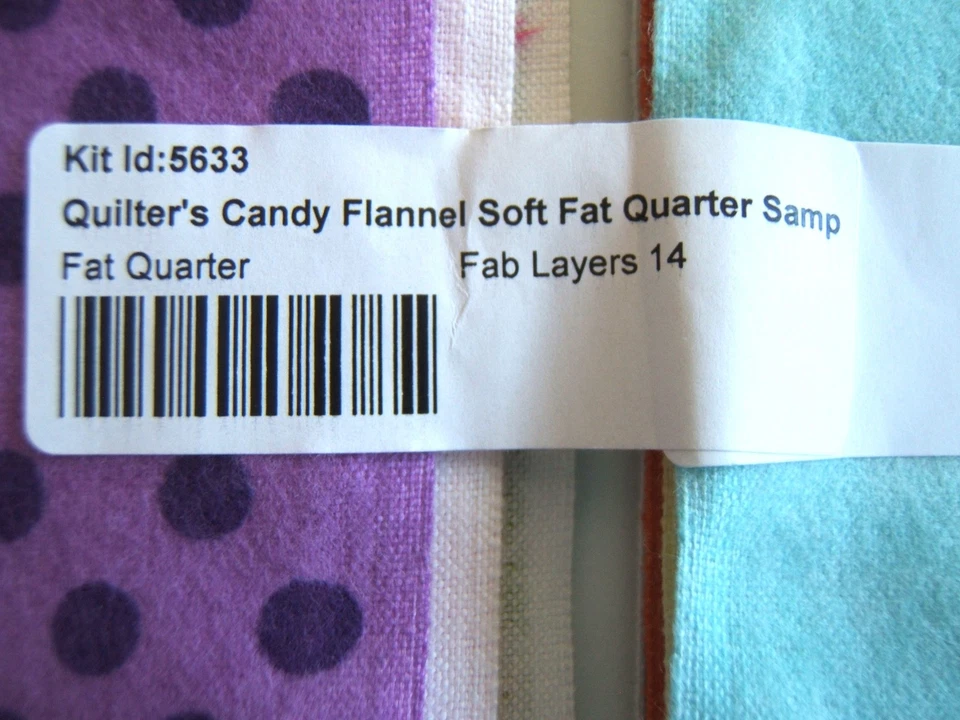 Kit Id:5633
Quilter's Candy Flannel Soft Fat Quarter Samp
Fat Quarter Fab Layers 14